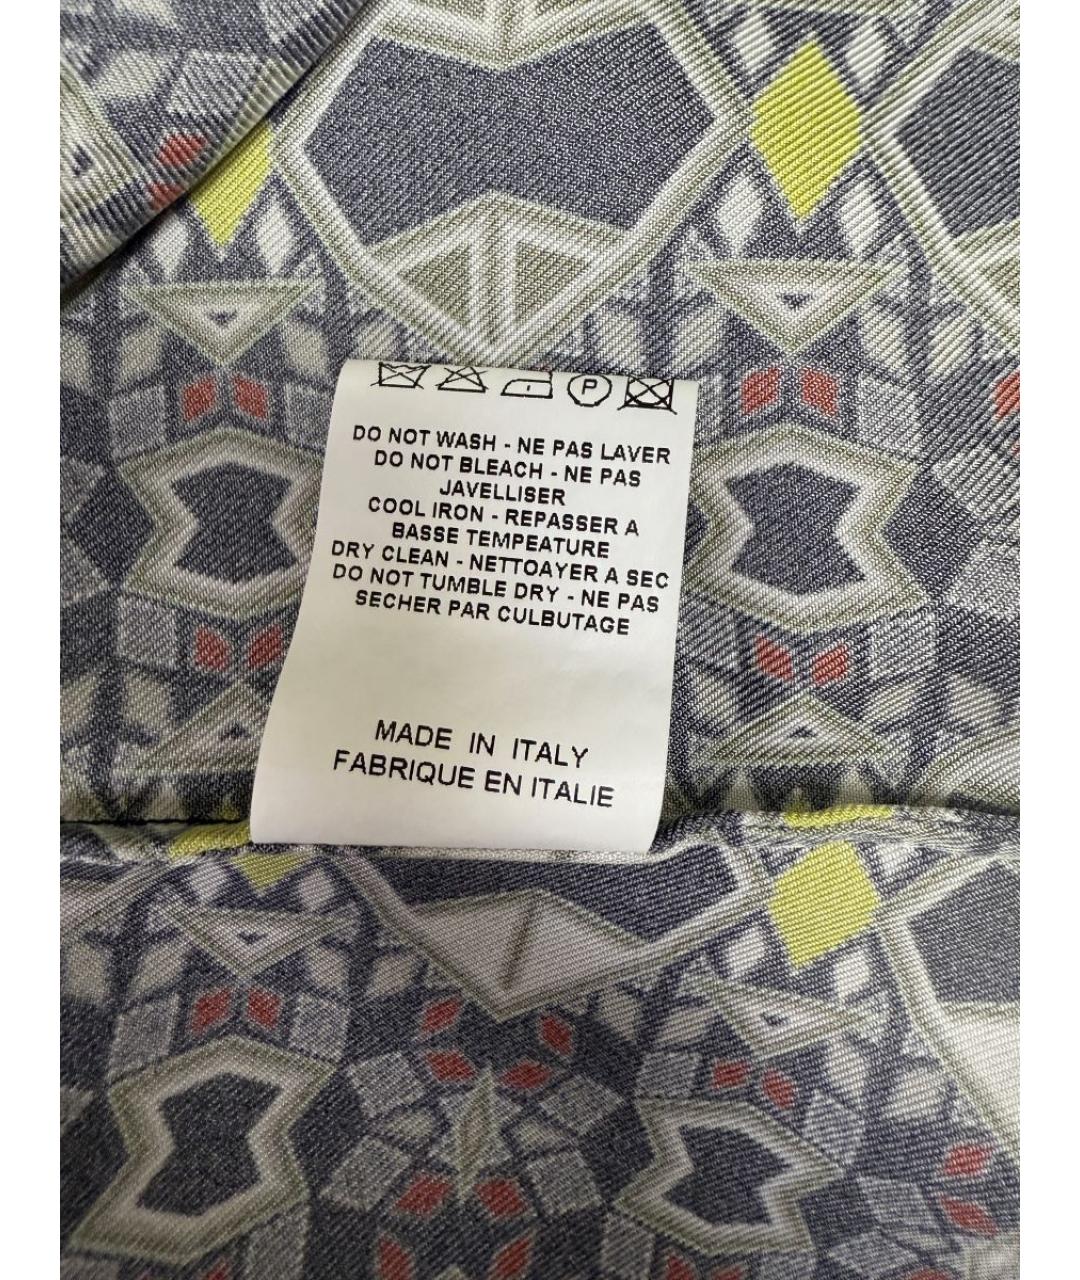 P
DO NOT WASH - NE PAS LAVER
DO NOT BLEACH - NE PAS
JAVELLISER
COOL IRON - REPASSER A
BASSE TEMPEATURE
DRY CLEAN - NETTOAYER A SEC
DO NOT TUMBLE DRY - NE PAS
SECHER PAR CULBUTAGE
MADE IN ITALY
FABRIQUE EN ITALIE